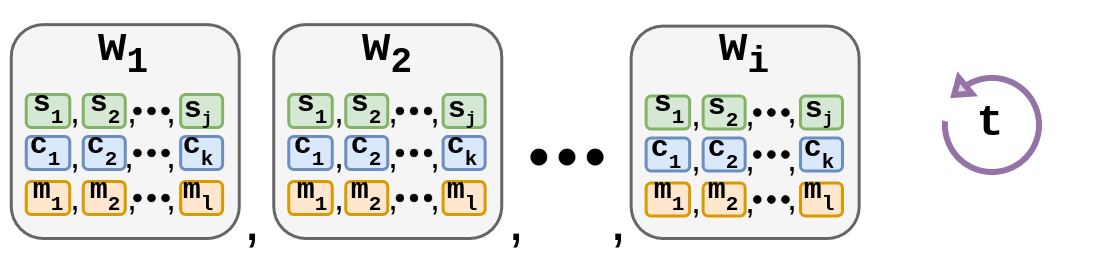 W₁ W₂ Wᵢ
s₁, s₂,•••, sⱼ s₁, s₂,•••, sⱼ s₁, s₂,•••, sⱼ t
c₁, c₂,•••, cₖ c₁, c₂,•••, cₖ ••• c₁, c₂,•••, cₖ
m₁, m₂,•••, mₗ m₁, m₂,•••, mₗ m₁, m₂,•••, mₗ
, , ,